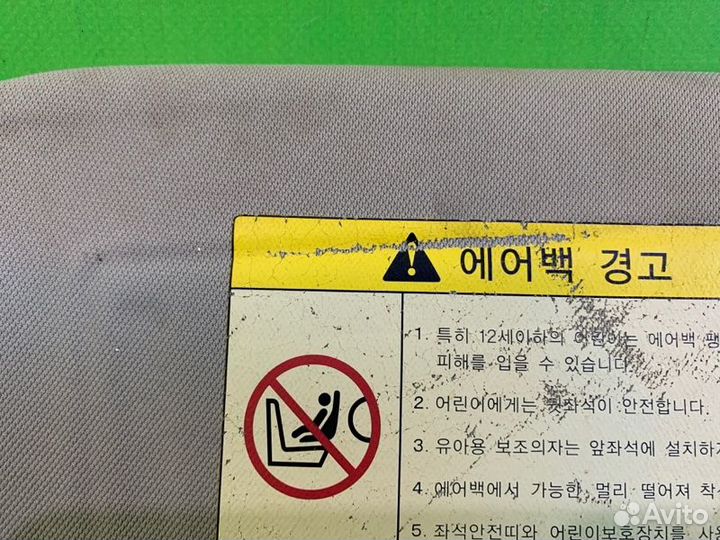 에어백 경고
1. 특히 12세이하의 어린이는 에어백
피해를 입을 수 있습니다.
2. 어린이에게는 뒷좌석이 안전합니다.
3. 유아용 보조의자는 앞좌석에 설치하지
4. 에어백에서 가능한 멀리 떨어져
5. 좌석안전띠와 어린이보호장치를
Avito